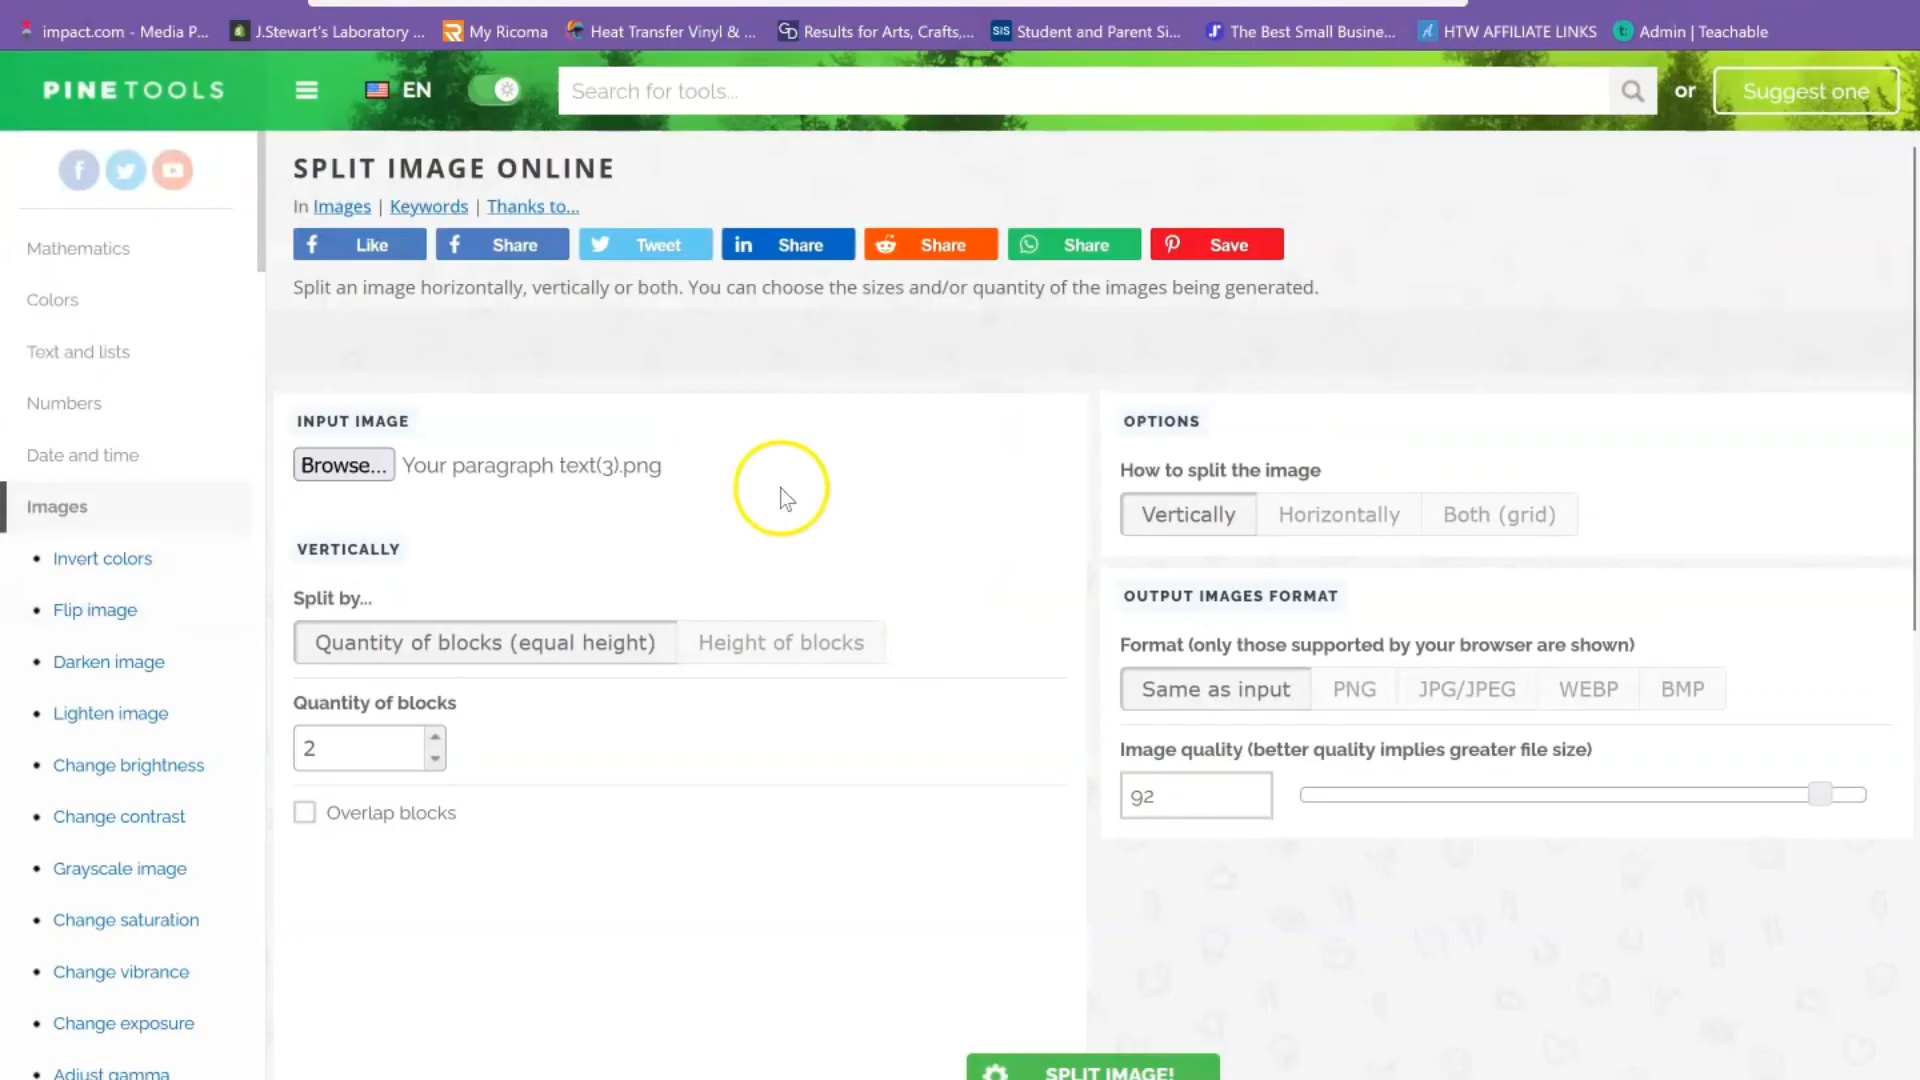 impact.com - Media P...
J.Stewart's Laboratory ...
My Ricoma
Heat Transfer Vinyl & ...
Results for Arts, Crafts,...
SIS
Student and Parent Si...
The Best Small Busine...
HTW AFFILIATE LINKS
Admin | Teachable
PINETOOLS
EN
Search for tools...
or
Suggest one
SPLIT IMAGE ONLINE
In Images | Keywords | Thanks to...
Like
Share
Tweet
Share
Share
Share
Save
Split an image horizontally, vertically or both. You can choose the sizes and/or quantity of the images being generated.
Mathematics
Colors
Text and lists
Numbers
Date and time
Images
Invert colors
Flip image
Darken image
Lighten image
Change brightness
Change contrast
Grayscale image
Change saturation
Change vibrance
Change exposure
Adjust gamma
INPUT IMAGE
Browse... Your paragraph text(3).png
VERTICALLY
Split by...
Quantity of blocks (equal height) Height of blocks
Quantity of blocks
2
Overlap blocks
OPTIONS
How to split the image
Vertically Horizontally Both (grid)
OUTPUT IMAGES FORMAT
Format (only those supported by your browser are shown)
Same as input PNG JPG/JPEG WEBP BMP
Image quality (better quality implies greater file size)
92
SPLIT IMAGE!